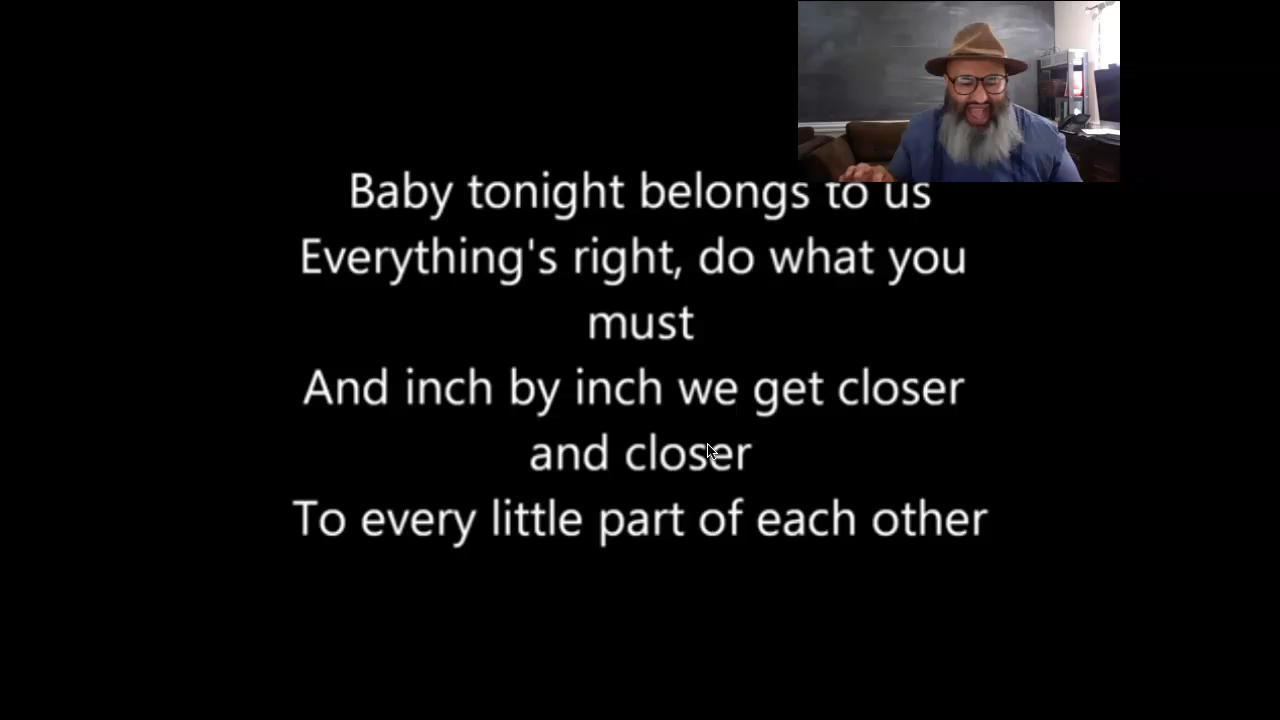 Baby tonight belongs to us
Everything's right, do what you
must
And inch by inch we get closer
and closer
To every little part of each other